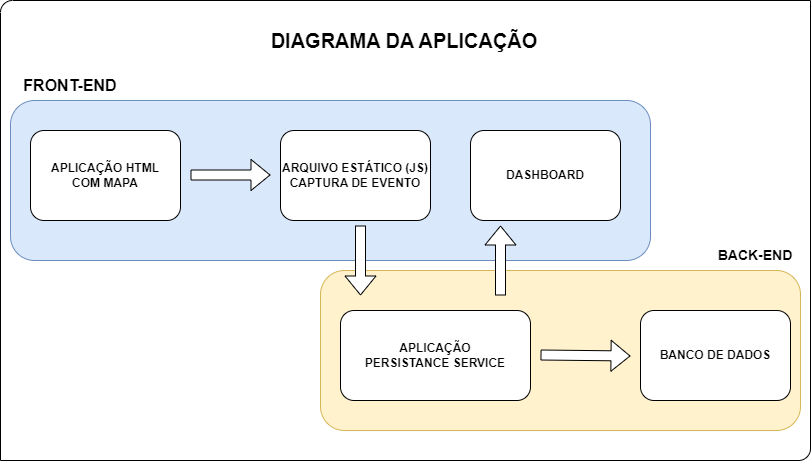 DIAGRAMA DA APLICAÇÃO
FRONT-END
APLICAÇÃO HTML
COM MAPA
ARQUIVO ESTÁTICO (JS)
CAPTURA DE EVENTO
DASHBOARD
BACK-END
APLICAÇÃO
PERSISTANCE SERVICE
BANCO DE DADOS